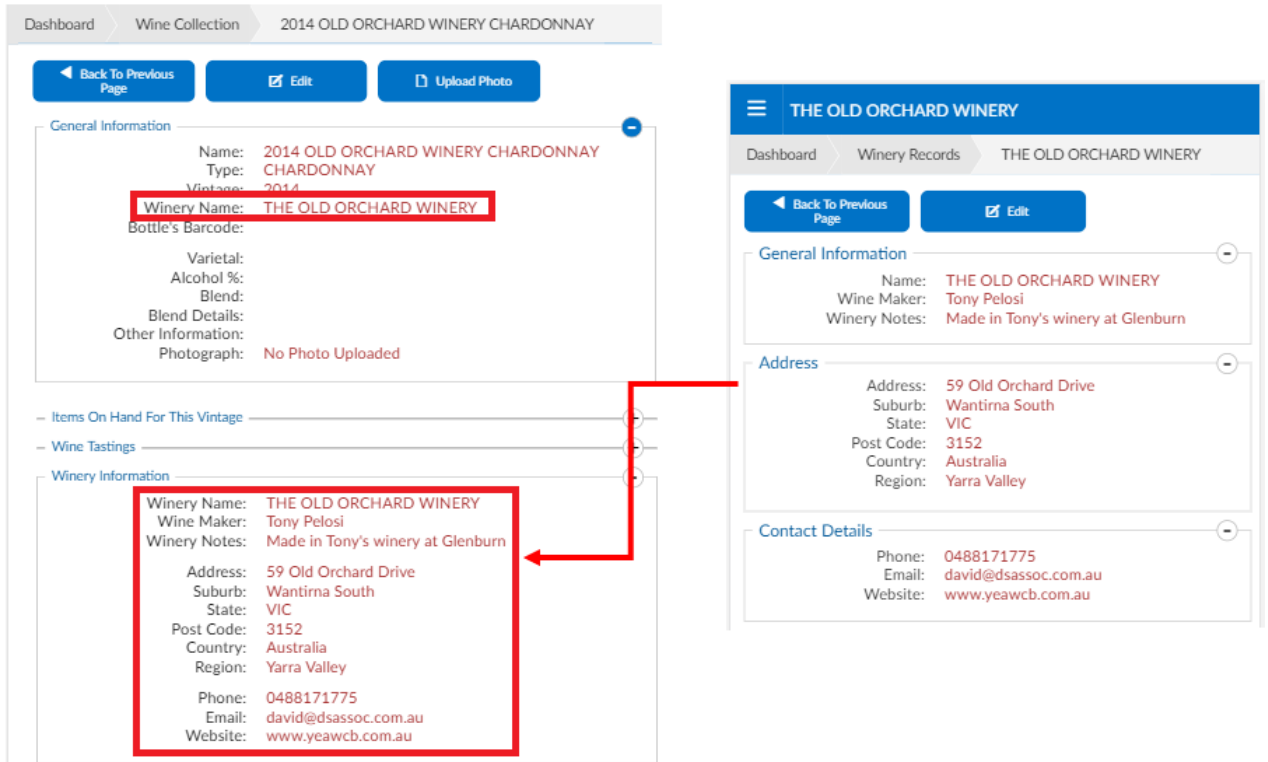 Dashboard Wine Collection 2014 OLD ORCHARD WINERY CHARDONNAY
Back To Previous
Page
Edit
Upload Photo
General Information
Name: 2014 OLD ORCHARD WINERY CHARDONNAY
Type: CHARDONNAY
Vintage: 2014
Winery Name: THE OLD ORCHARD WINERY
Bottle's Barcode:
Varietal:
Alcohol %:
Blend:
Blend Details:
Other Information:
Photograph: No Photo Uploaded
Items On Hand For This Vintage
Wine Tastings
Winery Information
Winery Name: THE OLD ORCHARD WINERY
Wine Maker: Tony Pelosi
Winery Notes: Made in Tony's winery at Glenburn
Address: 59 Old Orchard Drive
Suburb: Wantirna South
State: VIC
Post Code: 3152
Country: Australia
Region: Yarra Valley
Phone: 0488171775
Email: david@dsassoc.com.au
Website: www.yeawcb.com.au
THE OLD ORCHARD WINERY
Dashboard Winery Records THE OLD ORCHARD WINERY
Back To Previous
Page
Edit
General Information
Name: THE OLD ORCHARD WINERY
Wine Maker: Tony Pelosi
Winery Notes: Made in Tony's winery at Glenburn
Address
Address: 59 Old Orchard Drive
Suburb: Wantirna South
State: VIC
Post Code: 3152
Country: Australia
Region: Yarra Valley
Contact Details
Phone: 0488171775
Email: david@dsassoc.com.au
Website: www.yeawcb.com.au